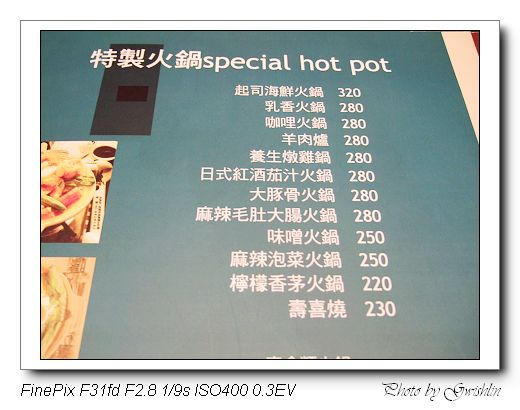 特製火鍋special hot pot
起司海鮮火鍋 320
乳香火鍋 280
咖哩火鍋 280
羊肉爐 280
養生燉雞鍋 280
日式紅酒茄汁火鍋 280
大豚骨火鍋 280
麻辣毛肚大腸火鍋 280
味噌火鍋 250
麻辣泡菜火鍋 250
檸檬香茅火鍋 220
壽喜燒 230
FinePix F31fd F2.8 1/9s ISO400 0.3EV
Photo by Gwishlin